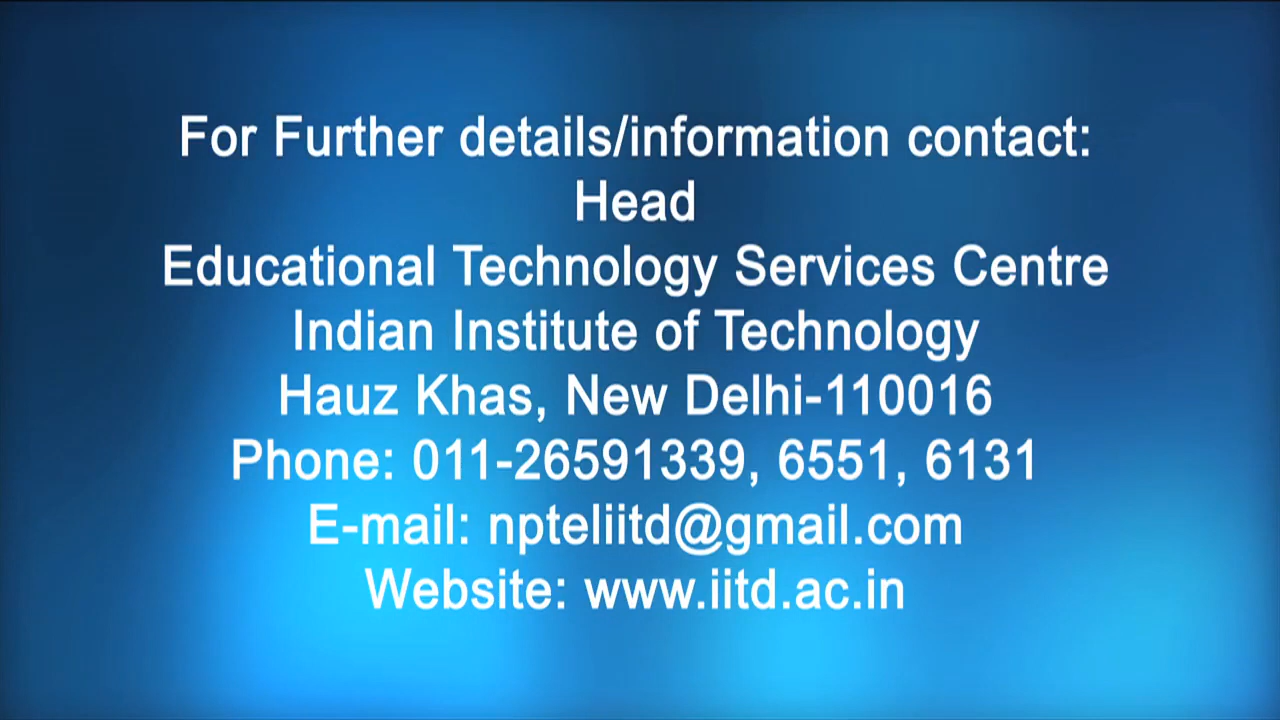 For Further details/information contact:
Head
Educational Technology Services Centre
Indian Institute of Technology
Hauz Khas, New Delhi-110016
Phone: 011-26591339, 6551, 6131
E-mail: npteliitd@gmail.com
Website: www.iitd.ac.in